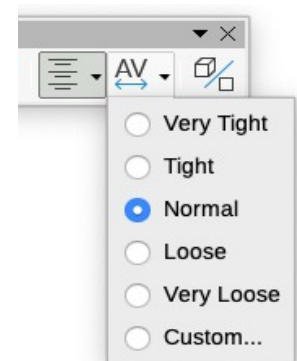 AV
Very Tight
Tight
Normal
Loose
Very Loose
Custom...